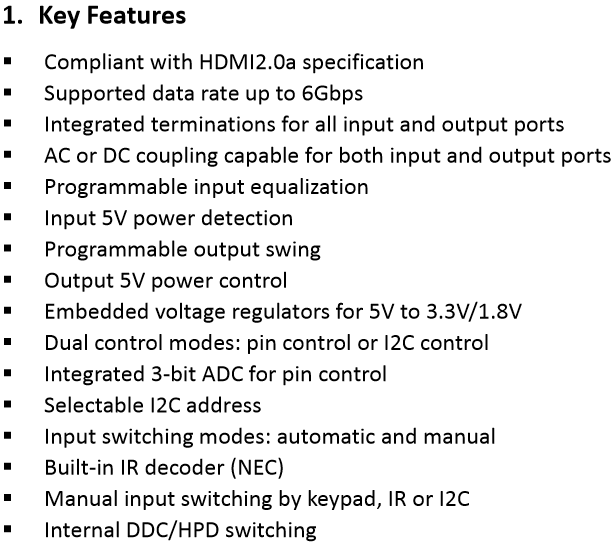 1. Key Features
▪ Compliant with HDMI2.0a specification
▪ Supported data rate up to 6Gbps
▪ Integrated terminations for all input and output ports
▪ AC or DC coupling capable for both input and output ports
▪ Programmable input equalization
▪ Input 5V power detection
▪ Programmable output swing
▪ Output 5V power control
▪ Embedded voltage regulators for 5V to 3.3V/1.8V
▪ Dual control modes: pin control or I2C control
▪ Integrated 3-bit ADC for pin control
▪ Selectable I2C address
▪ Input switching modes: automatic and manual
▪ Built-in IR decoder (NEC)
▪ Manual input switching by keypad, IR or I2C
▪ Internal DDC/HPD switching